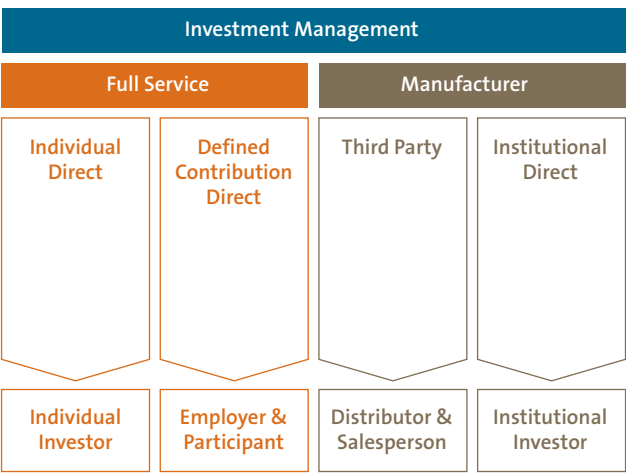 Investment Management
Full Service
Manufacturer
Individual
Direct
Defined
Contribution
Direct
Third Party
Institutional
Direct
Individual
Investor
Employer &
Participant
Distributor &
Salesperson
Institutional
Investor